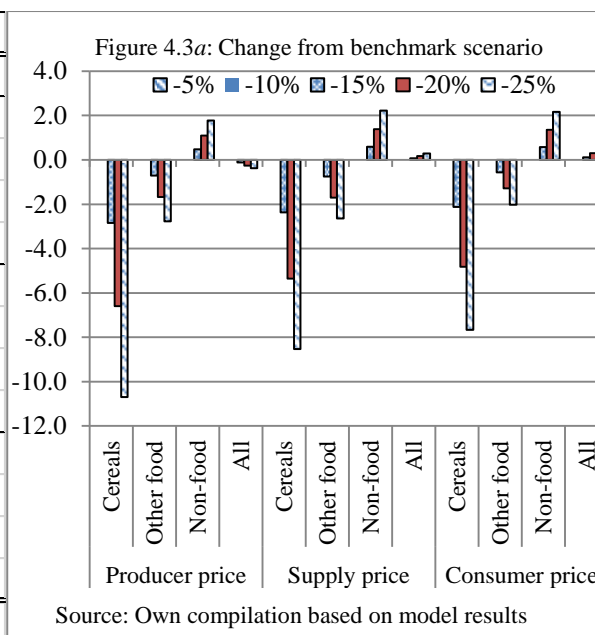 Figure 4.3a: Change from benchmark scenario
4.0
-5% -10% -15% -20% -25%
2.0
0.0
-2.0
-4.0
-6.0
-8.0
-10.0
-12.0
Cereals
Other food
Non-food
All
Cereals
Other food
Non-food
All
Cereals
Other food
Non-food
All
Producer price Supply price Consumer price
Source: Own compilation based on model results